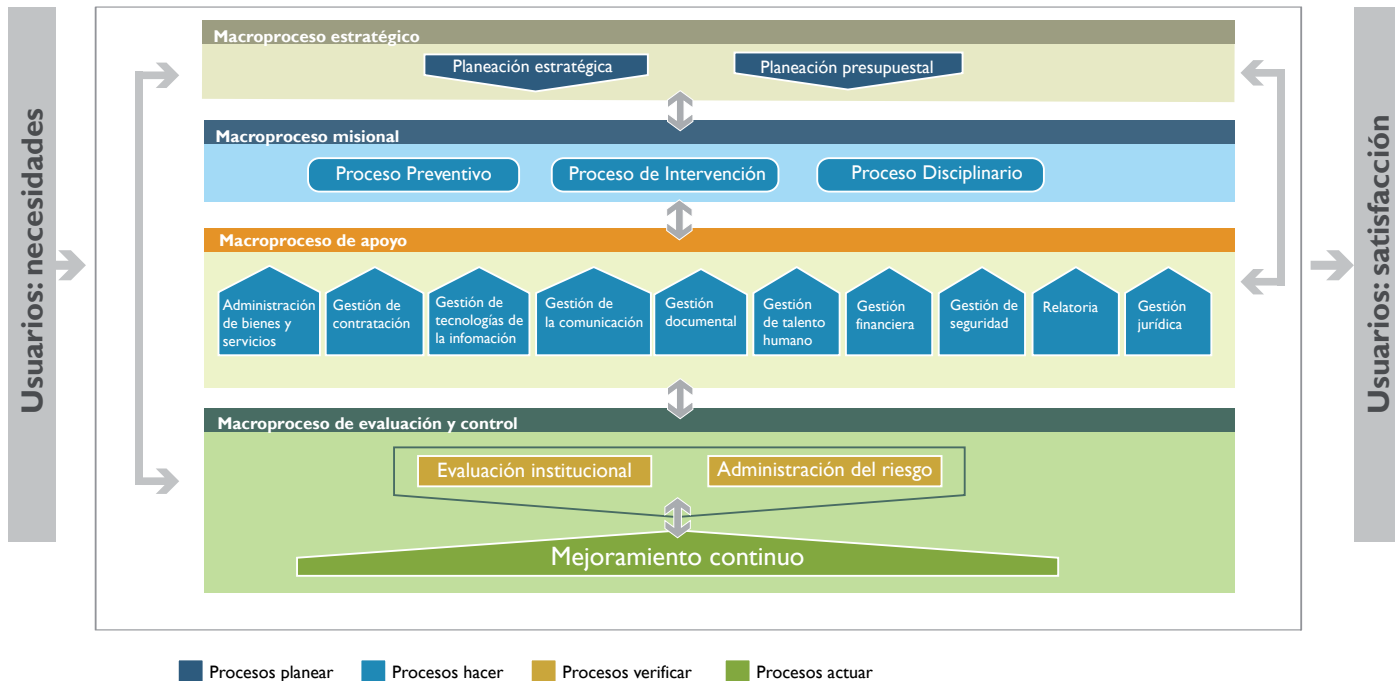 Usuarios: necesidades
Macroproceso estratégico
Planeación estratégica
Planeación presupuestal
Macroproceso misional
Proceso Preventivo
Proceso de Intervención
Proceso Disciplinario
Macroproceso de apoyo
Administración
de bienes y
servicios
Gestión de
contratación
Gestión de
tecnologías de
la infomación
Gestión de
la comunicación
Gestión
documental
Gestión
de talento
humano
Gestión
financiera
Gestión de
seguridad
Relatoria
Gestión
jurídica
Macroproceso de evaluación y control
Evaluación institucional
Administración del riesgo
Mejoramiento continuo
Usuarios: satisfacción
Procesos planear
Procesos hacer
Procesos verificar
Procesos actuar